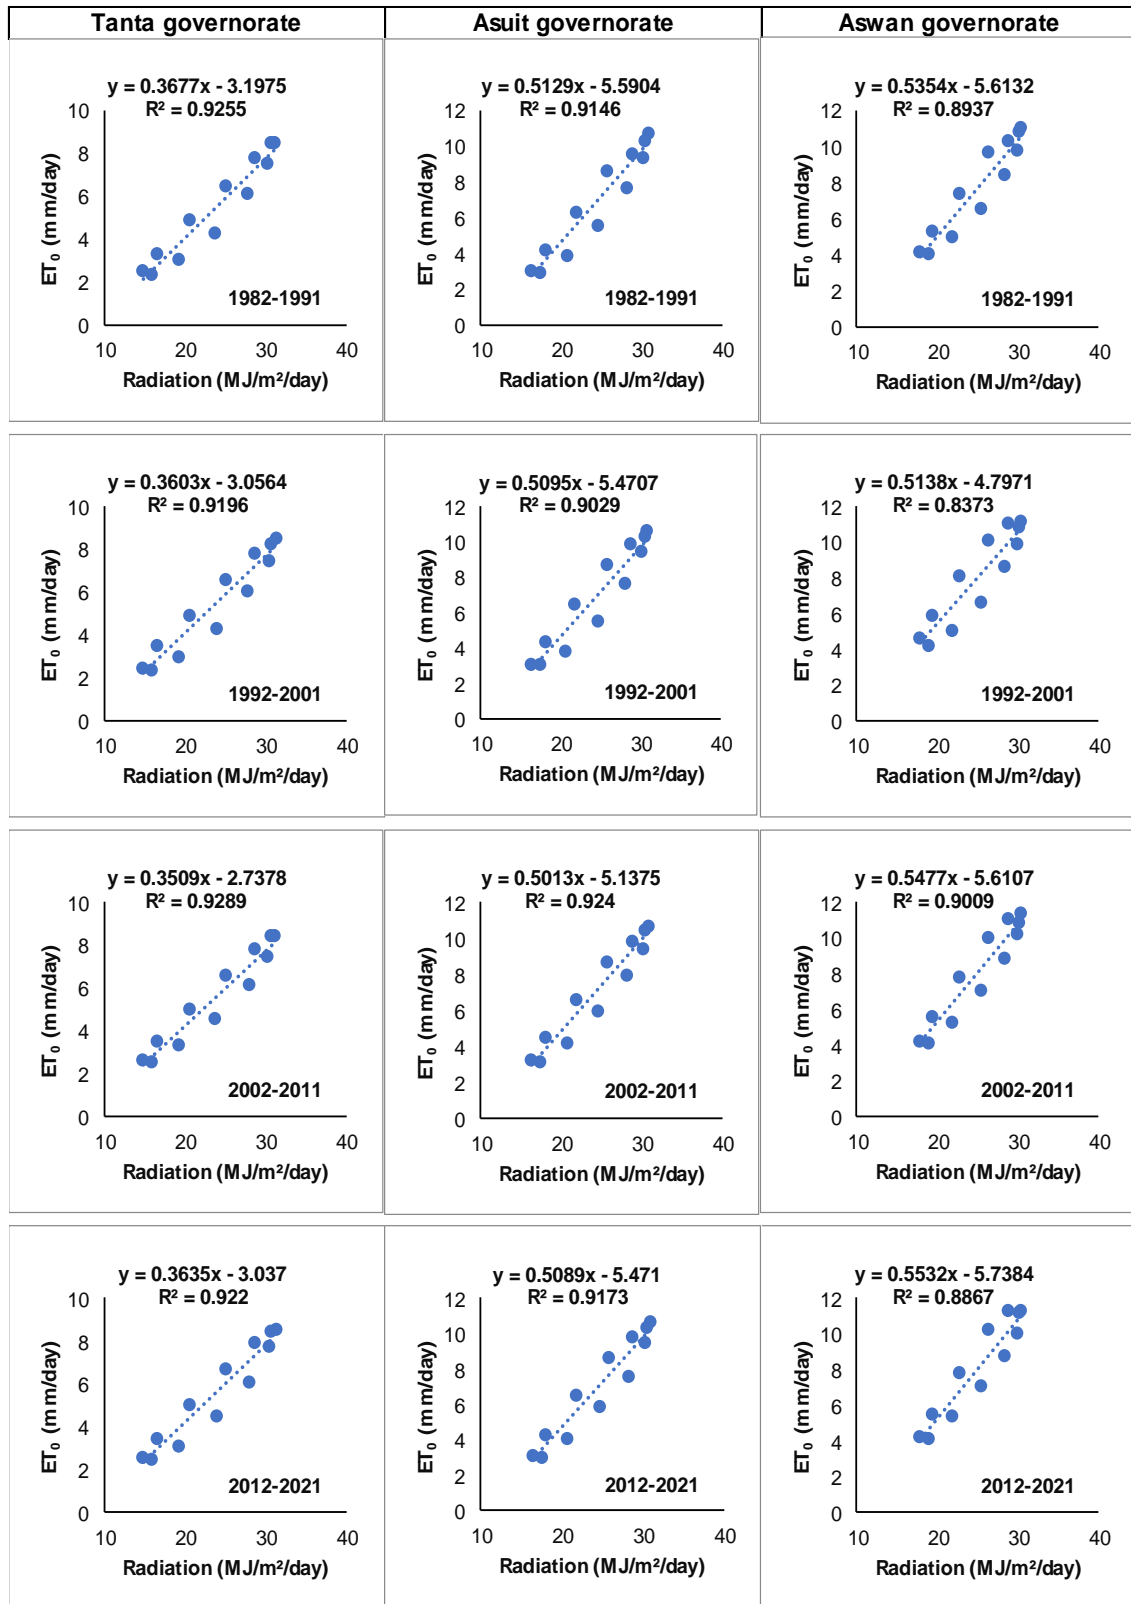 Tanta governorate
Asuit governorate
Aswan governorate
y = 0.3677x - 3.1975
R² = 0.9255
10
8
6
4
2
0
ET₀ (mm/day)
1982-1991
10 20 30 40
Radiation (MJ/m²/day)
y = 0.5129x - 5.5904
R² = 0.9146
12
10
8
6
4
2
0
ET₀ (mm/day)
1982-1991
10 20 30 40
Radiation (MJ/m²/day)
y = 0.5354x - 5.6132
R² = 0.8937
12
10
8
6
4
2
0
ET₀ (mm/day)
1982-1991
10 20 30 40
Radiation (MJ/m²/day)
y = 0.3603x - 3.0564
R² = 0.9196
10
8
6
4
2
0
ET₀ (mm/day)
1992-2001
10 20 30 40
Radiation (MJ/m²/day)
y = 0.5095x - 5.4707
R² = 0.9029
12
10
8
6
4
2
0
ET₀ (mm/day)
1992-2001
10 20 30 40
Radiation (MJ/m²/day)
y = 0.5138x - 4.7971
R² = 0.8373
12
10
8
6
4
2
0
ET₀ (mm/day)
1992-2001
10 20 30 40
Radiation (MJ/m²/day)
y = 0.3509x - 2.7378
R² = 0.9289
10
8
6
4
2
0
ET₀ (mm/day)
2002-2011
10 20 30 40
Radiation (MJ/m²/day)
y = 0.5013x - 5.1375
R² = 0.924
12
10
8
6
4
2
0
ET₀ (mm/day)
2002-2011
10 20 30 40
Radiation (MJ/m²/day)
y = 0.5477x - 5.6107
R² = 0.9009
12
10
8
6
4
2
0
ET₀ (mm/day)
2002-2011
10 20 30 40
Radiation (MJ/m²/day)
y = 0.3635x - 3.037
R² = 0.922
10
8
6
4
2
0
ET₀ (mm/day)
2012-2021
10 20 30 40
Radiation (MJ/m²/day)
y = 0.5089x - 5.471
R² = 0.9173
12
10
8
6
4
2
0
ET₀ (mm/day)
2012-2021
10 20 30 40
Radiation (MJ/m²/day)
y = 0.5532x - 5.7384
R² = 0.8867
12
10
8
6
4
2
0
ET₀ (mm/day)
2012-2021
10 20 30 40
Radiation (MJ/m²/day)